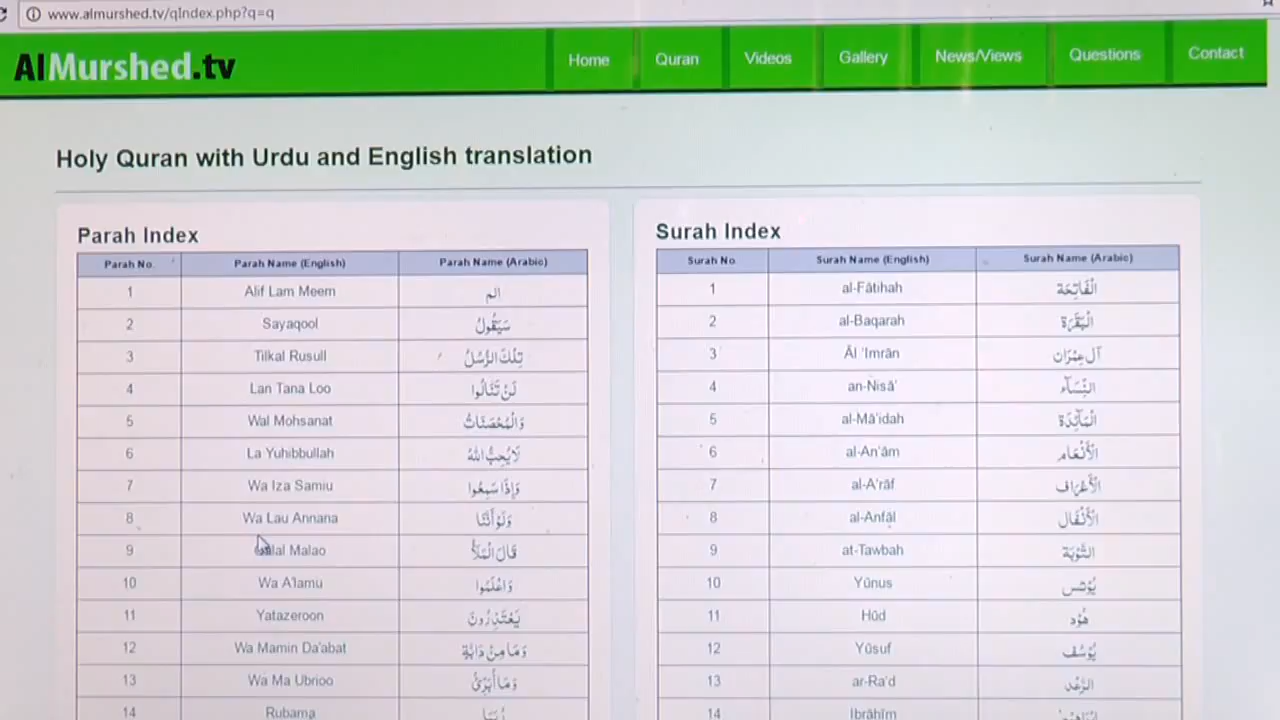 www.almurshed.tv/qIndex.php?q=q
AlMurshed.tv
Home Quran Videos Gallery News/Views Questions Contact
Holy Quran with Urdu and English translation
Parah Index
Parah No. Parah Name (English) Parah Name (Arabic)
1 Alif Lam Meem الم
2 Sayaqool سَيَقُولُ
3 Tilkal Rusull تِلْكَ الرُّسُلُ
4 Lan Tana Loo لَنْ تَنَالُوا
5 Wal Mohsanat وَالْمُحْصَنَاتُ
6 La Yuhibbullah لَا يُحِبُّ اللهُ
7 Wa Iza Samiu وَإِذَا سَمِعُوا
8 Wa Lau Annana وَلَوْ أَنَّنَا
9 Malao قَالَ الْمَلَأُ
10 Wa A'lamu وَاعْلَمُوا
11 Yatazeroon يَعْتَذِرُونَ
12 Wa Mamin Da'abat وَمَا مِنْ دَابَّةٍ
13 Wa Ma Ubrioo وَمَا أُبَرِّئُ
14 Rubama
Surah Index
Surah No. Surah Name (English) Surah Name (Arabic)
1 al-Fātihah الْفَاتِحَة
2 al-Baqarah الْبَقَرَة
3 Āl 'Imrān آل عِمْرَان
4 an-Nisā' النِّسَآء
5 al-Mā'idah الْمَآئِدَة
6 al-An'ām الْأَنْعَام
7 al-A'rāf الْأَعْرَاف
8 al-Anfāl الْأَنْفَال
9 at-Tawbah التَّوْبَة
10 Yūnus يُوْنُس
11 Hūd هُوْد
12 Yūsuf يُوْسُف
13 ar-Ra'd الرَّعْد
14 Ibrāhīm